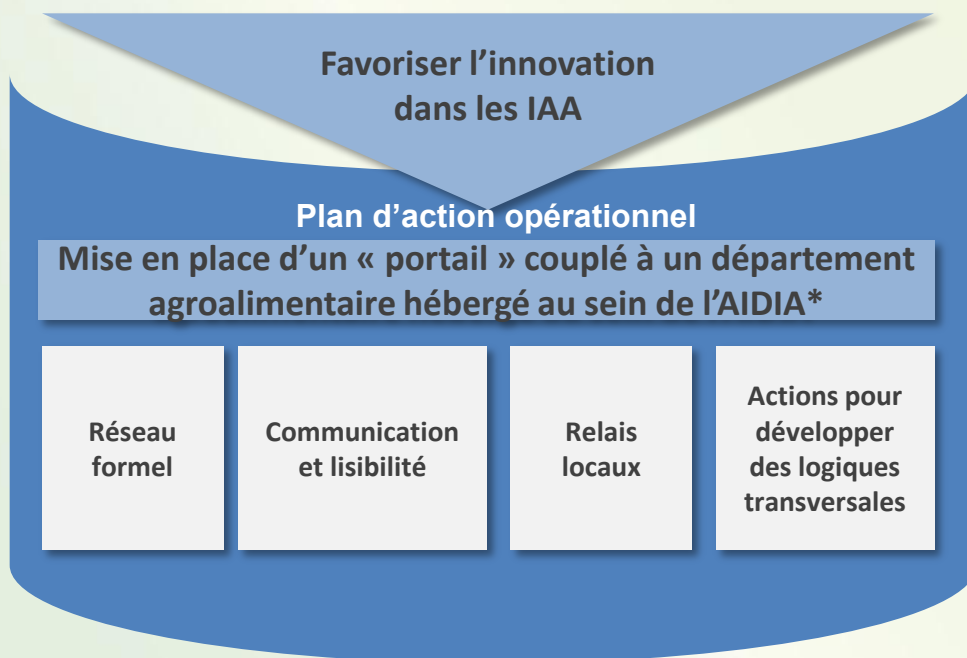 Favoriser l’innovation
dans les IAA
Plan d’action opérationnel
Mise en place d’un « portail » couplé à un département
agroalimentaire hébergé au sein de l’AIDIA*
Réseau
formel
Communication
et lisibilité
Relais
locaux
Actions pour
développer
des logiques
transversales